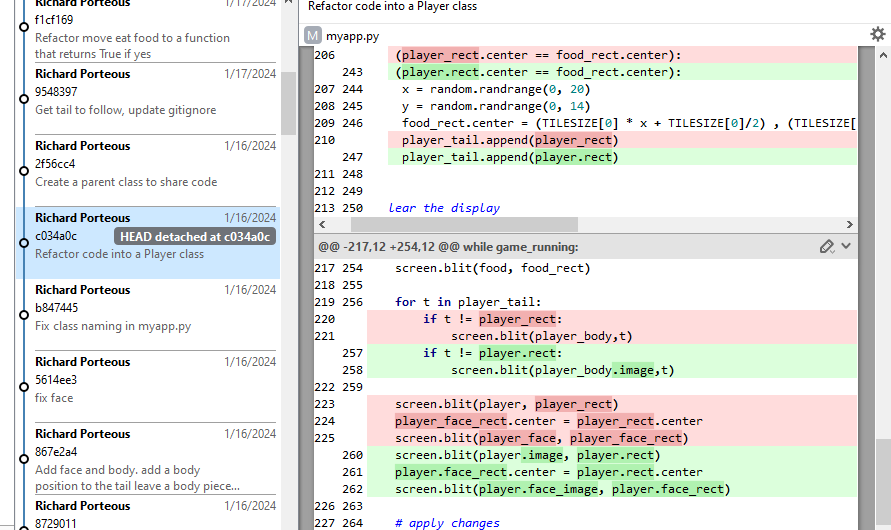 Richard Porteous 1/17/2024
f1cf169
Refactor move eat food to a function
that returns True if yes
Richard Porteous 1/17/2024
9548397
Get tail to follow, update gitignore
Richard Porteous 1/16/2024
2f56cc4
Create a parent class to share code
Richard Porteous 1/16/2024
c034a0c HEAD detached at c034a0c
Refactor code into a Player class
Richard Porteous 1/16/2024
b847445
Fix class naming in myapp.py
Richard Porteous 1/16/2024
5614ee3
fix face
Richard Porteous 1/16/2024
867e2a4
Add face and body. add a body
position to the tail leave a body piece...
Richard Porteous 1/16/2024
8729011
Refactor code into a Player class
M myapp.py
206 (player_rect.center == food_rect.center):
243 (player.rect.center == food_rect.center):
207 244 x = random.randrange(0, 20)
208 245 y = random.randrange(0, 14)
209 246 food_rect.center = (TILESIZE[0] * x + TILESIZE[0]/2) , (TILESIZE[
210 player_tail.append(player_rect)
247 player_tail.append(player.rect)
211 248
212 249
213 250 lear the display
@@ -217,12 +254,12 @@ while game_running:
217 254 screen.blit(food, food_rect)
218 255
219 256 for t in player_tail:
220 if t != player_rect:
221 screen.blit(player_body,t)
257 if t != player.rect:
258 screen.blit(player_body.image,t)
222 259
223 screen.blit(player, player_rect)
224 player_face_rect.center = player_rect.center
225 screen.blit(player_face, player_face_rect)
260 screen.blit(player.image, player.rect)
261 player.face_rect.center = player.rect.center
262 screen.blit(player.face_image, player.face_rect)
226 263
227 264 # apply changes